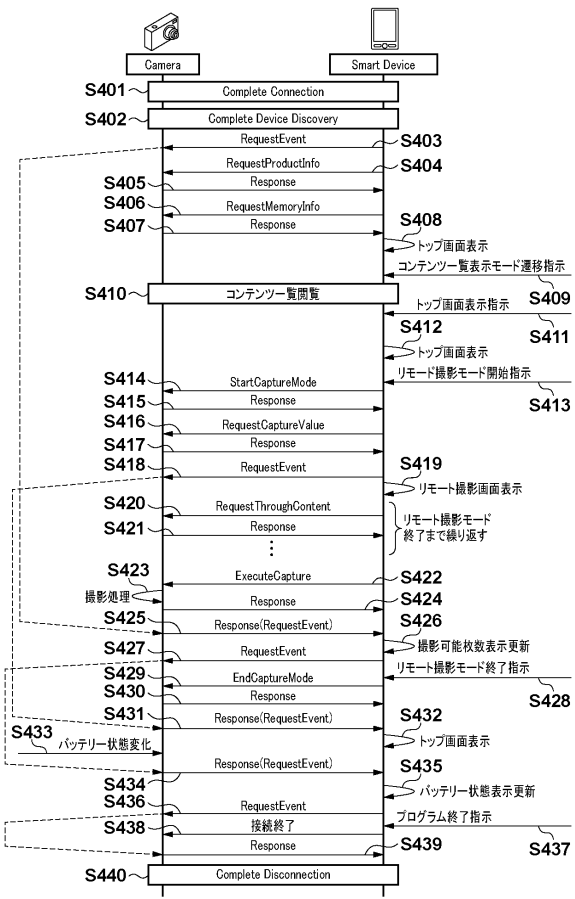 Camera
Smart Device
S401
Complete Connection
S402
Complete Device Discovery
RequestEvent
S403
RequestProductInfo
S404
S405
Response
S406
RequestMemoryInfo
S407
Response
S408
トップ画面表示
コンテンツ一覧表示モード遷移指示
S409
S410
コンテンツ一覧閲覧
トップ画面表示指示
S411
S412
トップ画面表示
リモード撮影モード開始指示
S413
S414
StartCaptureMode
S415
Response
S416
RequestCaptureValue
S417
Response
S418
RequestEvent
S419
リモート撮影画面表示
S420
RequestThroughContent
S421
Response
リモート撮影モード
終了まで繰り返す
S423
撮影処理
ExecuteCapture
S422
Response
S424
S425
Response(RequestEvent)
S426
撮影可能枚数表示更新
S427
RequestEvent
リモート撮影モード終了指示
S428
S429
EndCaptureMode
S430
Response
S431
Response(RequestEvent)
S432
トップ画面表示
S433
バッテリー状態変化
S434
Response(RequestEvent)
S435
バッテリー状態表示更新
S436
RequestEvent
プログラム終了指示
S437
S438
接続終了
Response
S439
S440
Complete Disconnection